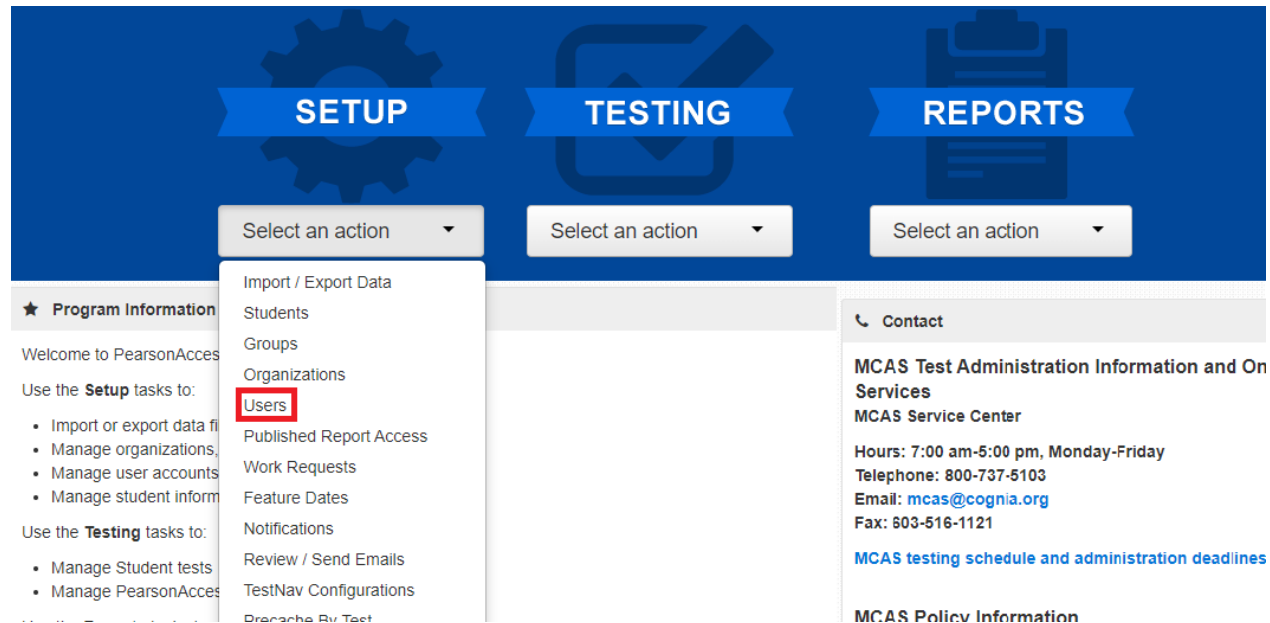 SETUP
TESTING
REPORTS
Select an action
Select an action
Select an action
Import / Export Data
Students
Groups
Organizations
Users
Published Report Access
Work Requests
Feature Dates
Notifications
Review / Send Emails
TestNav Configurations
Precache By Test
Program Information
Welcome to PearsonAcces
Use the Setup tasks to:
Import or export data fi
Manage organizations,
Manage user accounts
Manage student inform
Use the Testing tasks to:
Manage Student tests
Manage PearsonAcces
Contact
MCAS Test Administration Information and On
Services
MCAS Service Center
Hours: 7:00 am-5:00 pm, Monday-Friday
Telephone: 800-737-5103
Email: mcas@cognia.org
Fax: 603-516-1121
MCAS testing schedule and administration deadlines
MCAS Policy Information